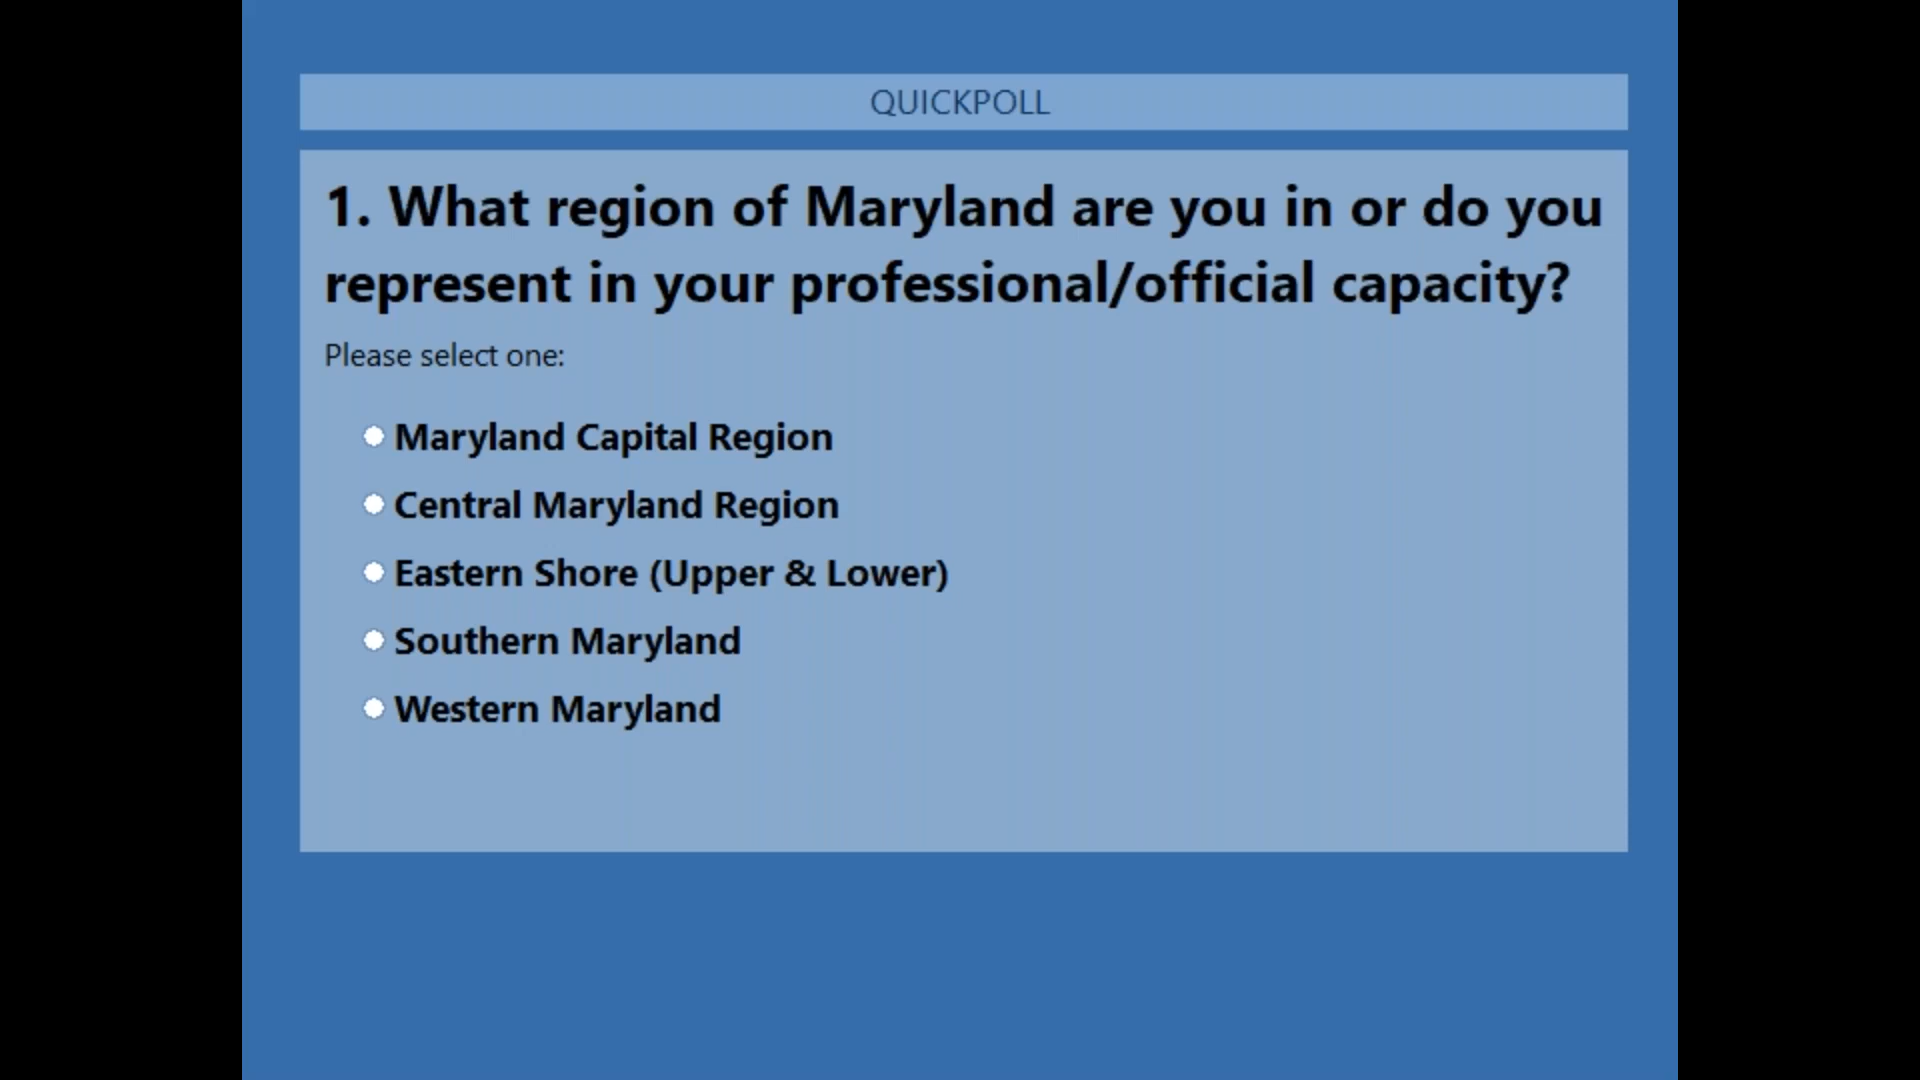 QUICKPOLL
1. What region of Maryland are you in or do you
represent in your professional/official capacity?
Please select one:
Maryland Capital Region
Central Maryland Region
Eastern Shore (Upper & Lower)
Southern Maryland
Western Maryland